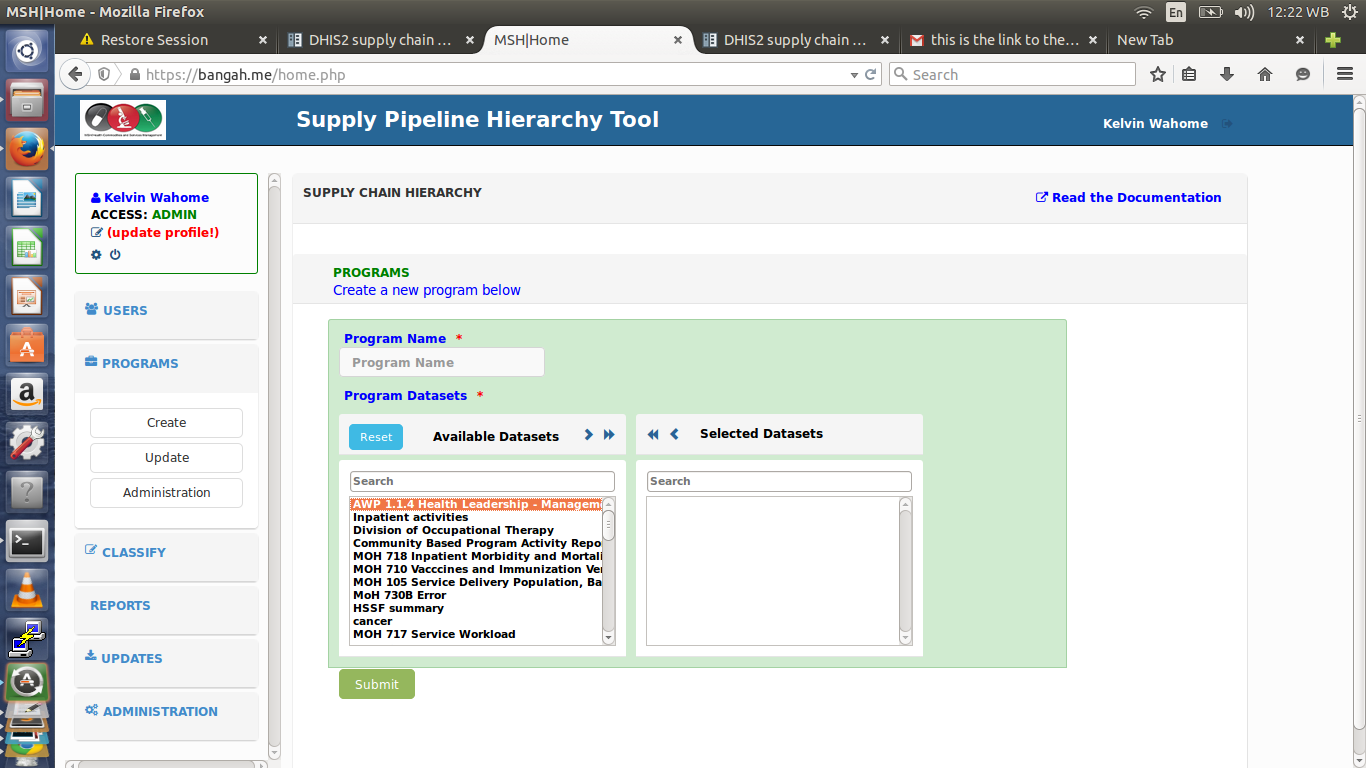 MSH|Home - Mozilla Firefox
En
12:22 WB
Restore Session
DHIS2 supply chain ...
MSH|Home
DHIS2 supply chain ...
this is the link to the...
New Tab
https://bangah.me/home.php
Search
Supply Pipeline Hierarchy Tool
Kelvin Wahome
Kelvin Wahome
ACCESS: ADMIN
(update profile!)
USERS
PROGRAMS
Create
Update
Administration
CLASSIFY
REPORTS
UPDATES
ADMINISTRATION
SUPPLY CHAIN HIERARCHY
Read the Documentation
PROGRAMS
Create a new program below
Program Name *
Program Name
Program Datasets *
Reset
Available Datasets
Selected Datasets
Search
Search
AWP 1.1.4 Health Leadership - Managem
Inpatient activities
Division of Occupational Therapy
Community Based Program Activity Repo
MOH 718 Inpatient Morbidity and Mortali
MOH 710 Vacccines and Immunization Ve
MOH 105 Service Delivery Population, Ba
MoH 730B Error
HSSF summary
cancer
MOH 717 Service Workload
Submit